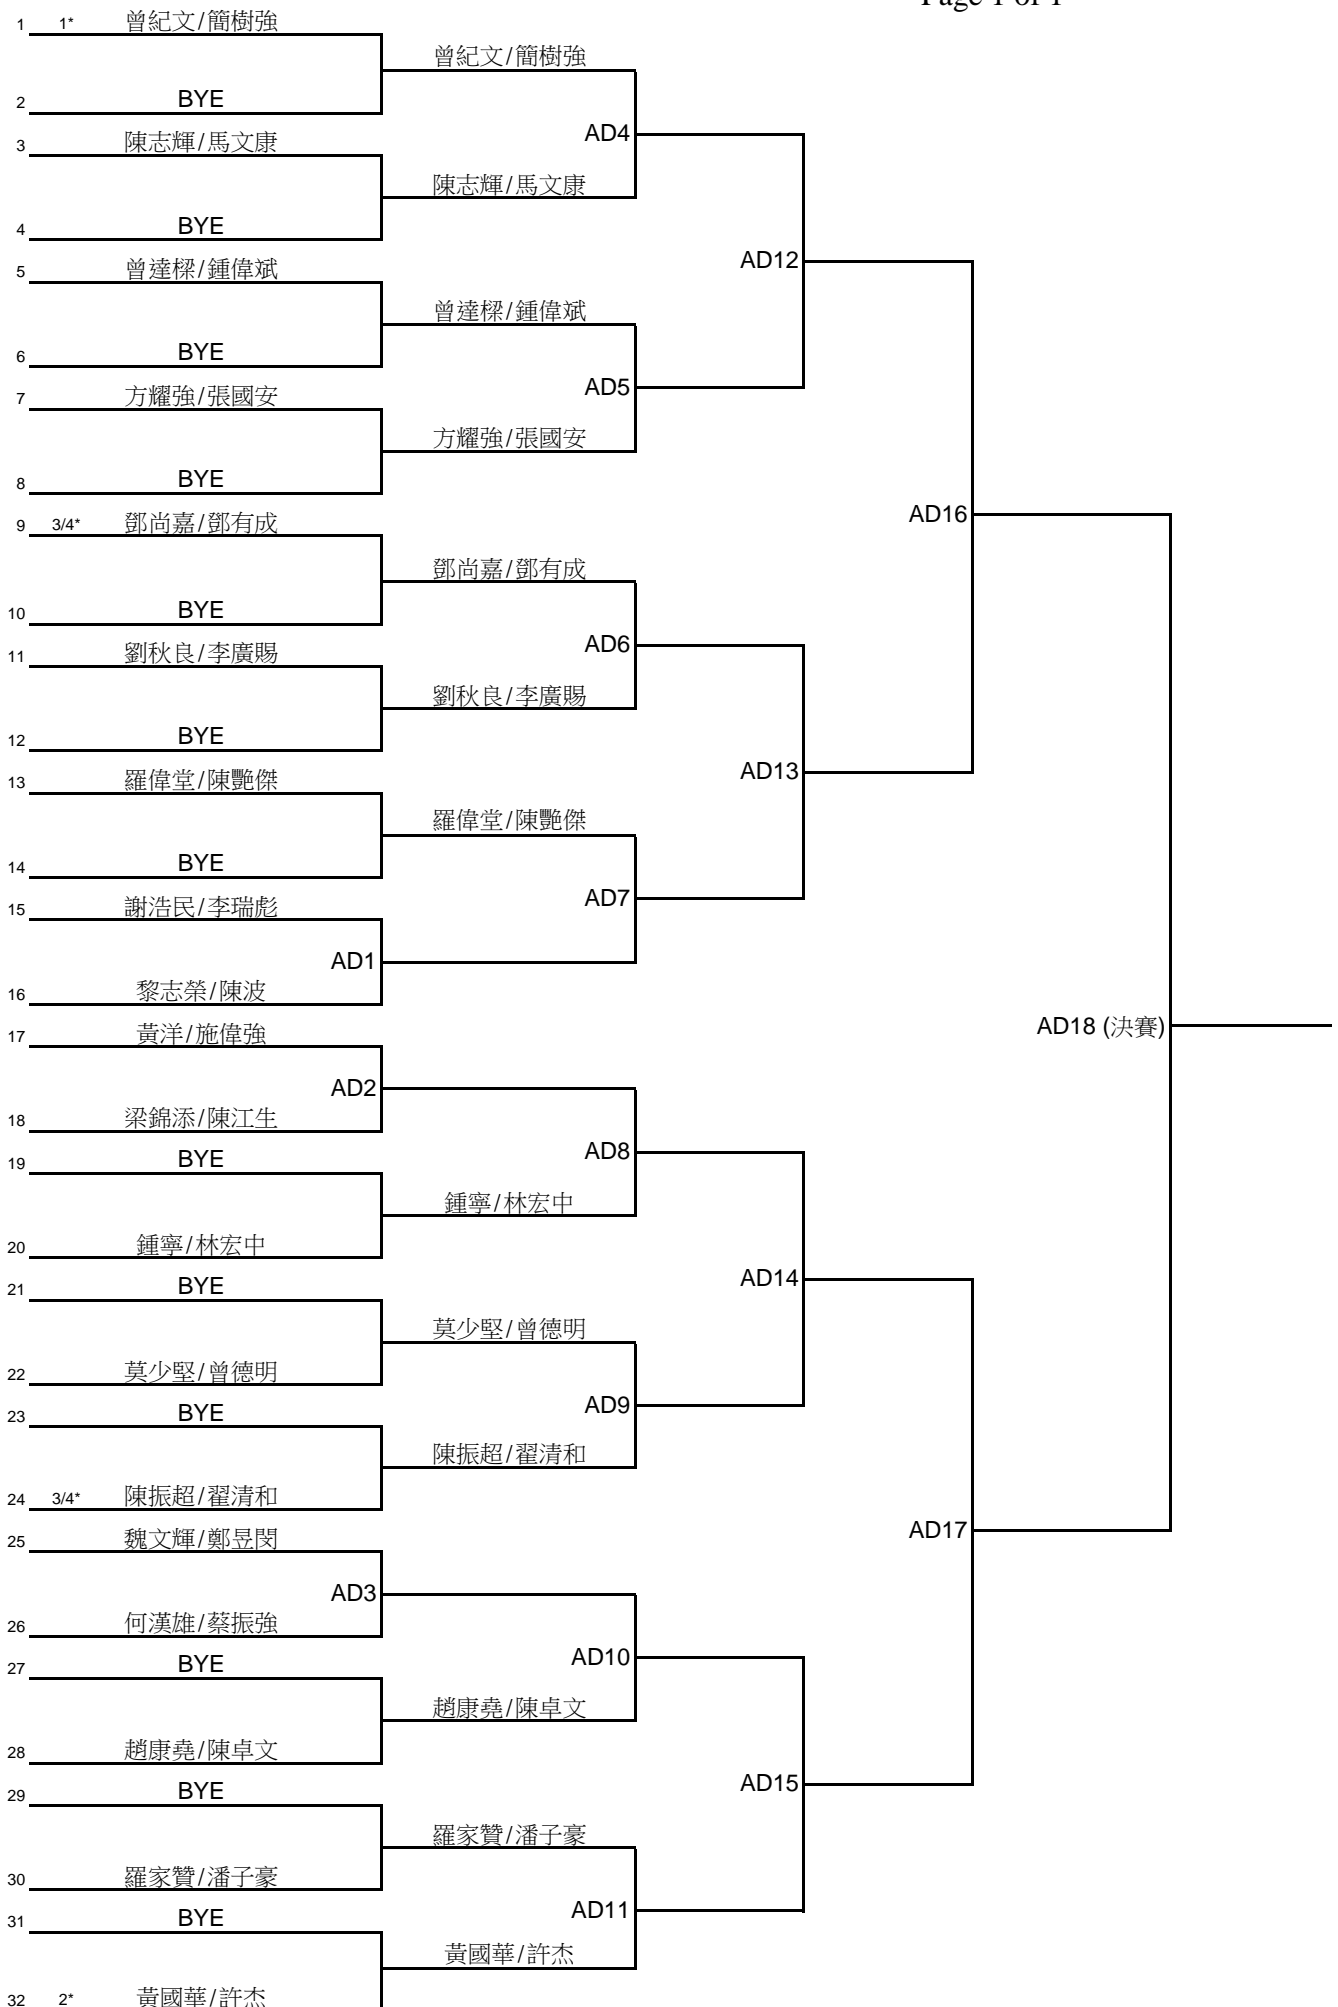 Page 1 of 1
1 1* 曾紀文/簡樹強
曾紀文/簡樹強
2 BYE
AD4
3 陳志輝/馬文康
陳志輝/馬文康
4 BYE
AD12
5 曾達樑/鍾偉斌
曾達樑/鍾偉斌
6 BYE
AD5
7 方耀強/張國安
方耀強/張國安
8 BYE
AD16
9 3/4* 鄧尚嘉/鄧有成
鄧尚嘉/鄧有成
10 BYE
AD6
11 劉秋良/李廣賜
劉秋良/李廣賜
12 BYE
AD13
13 羅偉堂/陳艷傑
羅偉堂/陳艷傑
14 BYE
AD7
15 謝浩民/李瑞彪
AD1
16 黎志榮/陳波
AD18 (決賽)
17 黃洋/施偉強
AD2
18 梁錦添/陳江生
AD8
19 BYE
鍾寧/林宏中
20 鍾寧/林宏中
AD14
21 BYE
莫少堅/曾德明
22 莫少堅/曾德明
AD9
23 BYE
陳振超/翟清和
24 3/4* 陳振超/翟清和
AD17
25 魏文輝/鄭昱閔
AD3
26 何漢雄/蔡振強
AD10
27 BYE
趙康堯/陳卓文
28 趙康堯/陳卓文
AD15
29 BYE
羅家贊/潘子豪
30 羅家贊/潘子豪
AD11
31 BYE
黃國華/許杰
32 2* 黃國華/許杰